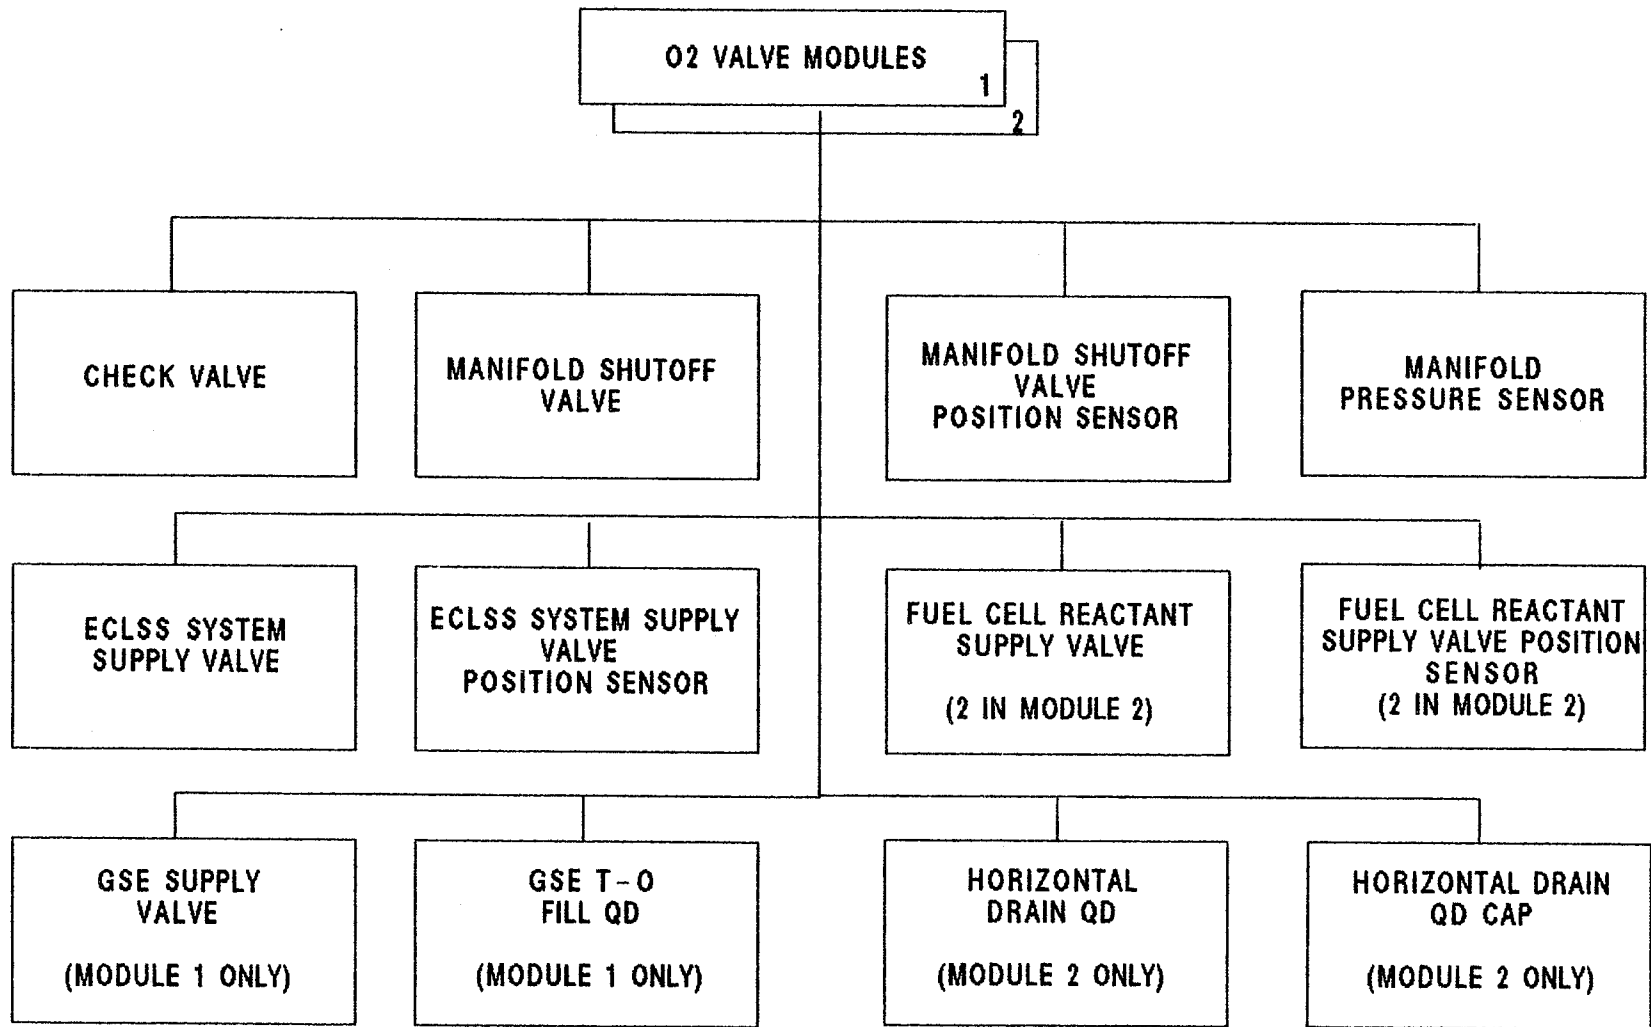 O2 VALVE MODULES
1
2
CHECK VALVE
MANIFOLD SHUTOFF
VALVE
MANIFOLD SHUTOFF
VALVE
POSITION SENSOR
MANIFOLD
PRESSURE SENSOR
ECLSS SYSTEM
SUPPLY VALVE
ECLSS SYSTEM SUPPLY
VALVE
POSITION SENSOR
FUEL CELL REACTANT
SUPPLY VALVE
(2 IN MODULE 2)
FUEL CELL REACTANT
SUPPLY VALVE POSITION
SENSOR
(2 IN MODULE 2)
GSE SUPPLY
VALVE
(MODULE 1 ONLY)
GSE T-O
FILL QD
(MODULE 1 ONLY)
HORIZONTAL
DRAIN QD
(MODULE 2 ONLY)
HORIZONTAL DRAIN
QD CAP
(MODULE 2 ONLY)